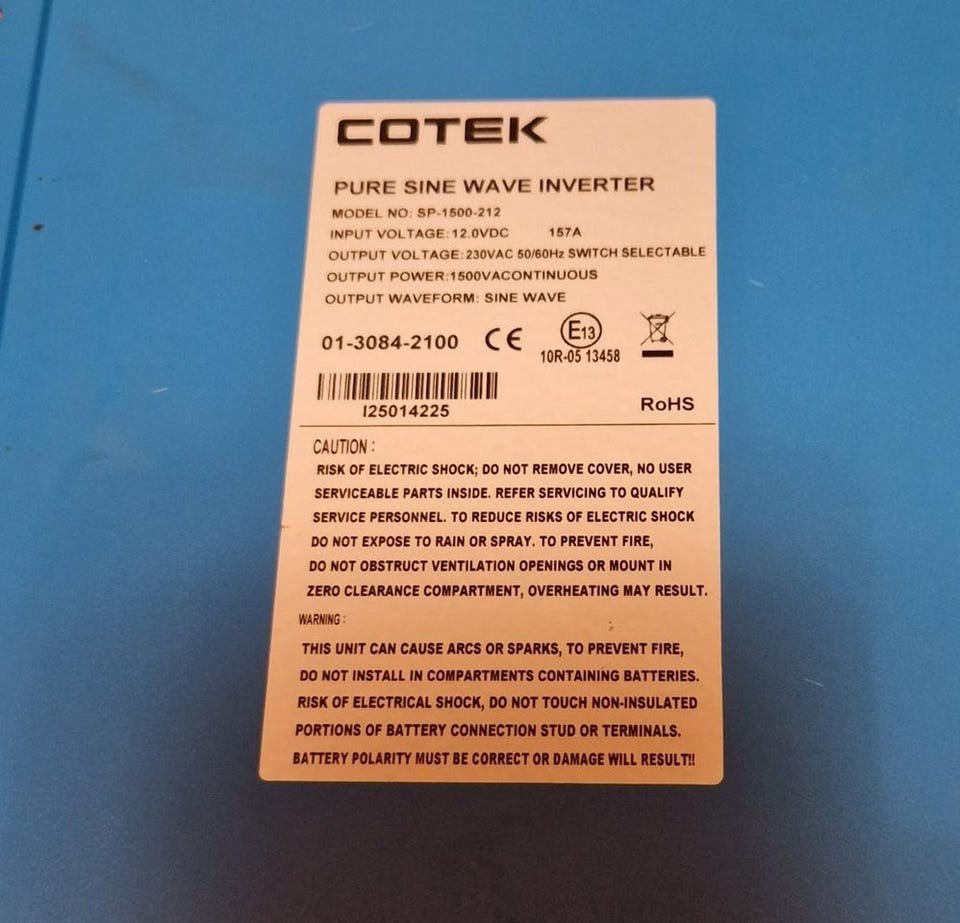 COTEK
PURE SINE WAVE INVERTER
MODEL NO: SP-1500-212
INPUT VOLTAGE: 12.0VDC 157A
OUTPUT VOLTAGE: 230VAC 50/60Hz SWITCH SELECTABLE
OUTPUT POWER:1500VACONTINUOUS
OUTPUT WAVEFORM: SINE WAVE
01-3084-2100 CE E13
10R-05 13458
I25014225
RoHS
CAUTION :
RISK OF ELECTRIC SHOCK; DO NOT REMOVE COVER, NO USER
SERVICEABLE PARTS INSIDE. REFER SERVICING TO QUALIFY
SERVICE PERSONNEL. TO REDUCE RISKS OF ELECTRIC SHOCK
DO NOT EXPOSE TO RAIN OR SPRAY. TO PREVENT FIRE,
DO NOT OBSTRUCT VENTILATION OPENINGS OR MOUNT IN
ZERO CLEARANCE COMPARTMENT, OVERHEATING MAY RESULT.
WARNING :
THIS UNIT CAN CAUSE ARCS OR SPARKS, TO PREVENT FIRE,
DO NOT INSTALL IN COMPARTMENTS CONTAINING BATTERIES.
RISK OF ELECTRICAL SHOCK, DO NOT TOUCH NON-INSULATED
PORTIONS OF BATTERY CONNECTION STUD OR TERMINALS.
BATTERY POLARITY MUST BE CORRECT OR DAMAGE WILL RESULT!!